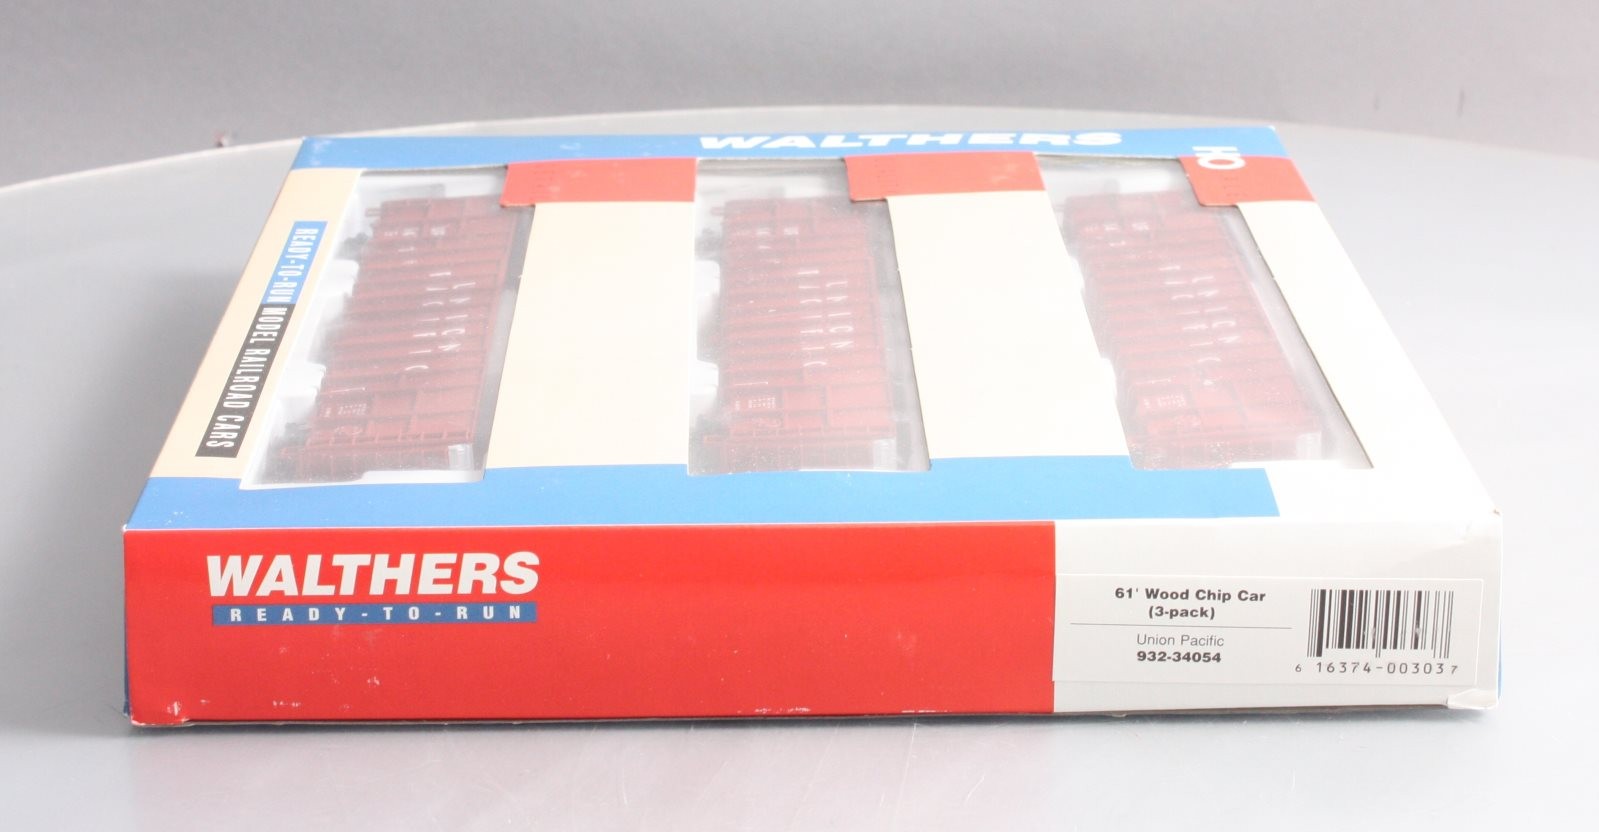 WALTHERS
HO
READY-TO-RUN MODEL RAILROAD CARS
UNION
PACIFIC
UNION
PACIFIC
UNION
PACIFIC
WALTHERS
READY-TO-RUN
61' Wood Chip Car
(3-pack)
Union Pacific
932-34054
6 16374-00303 7